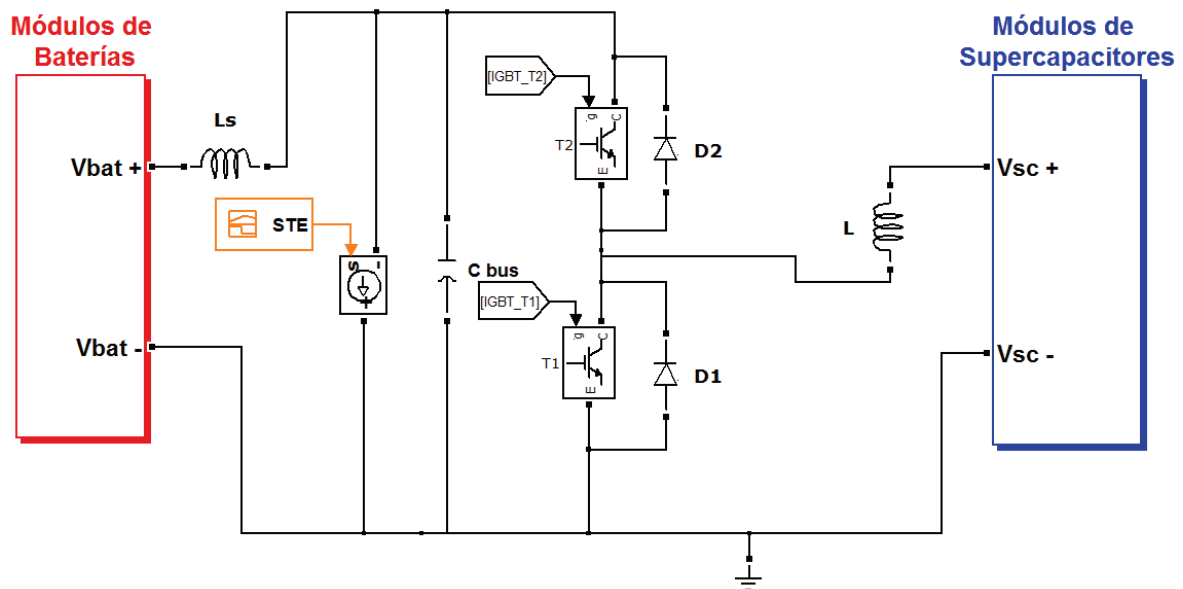 Módulos de
Baterías
Módulos de
Supercapacitores
[IGBT_T2]
Ls
g
C
T2
E
D2
Vbat +
Vsc +
STE
s
-
+
L
C bus
[IGBT_T1]
g
C
T1
E
D1
Vbat -
Vsc -